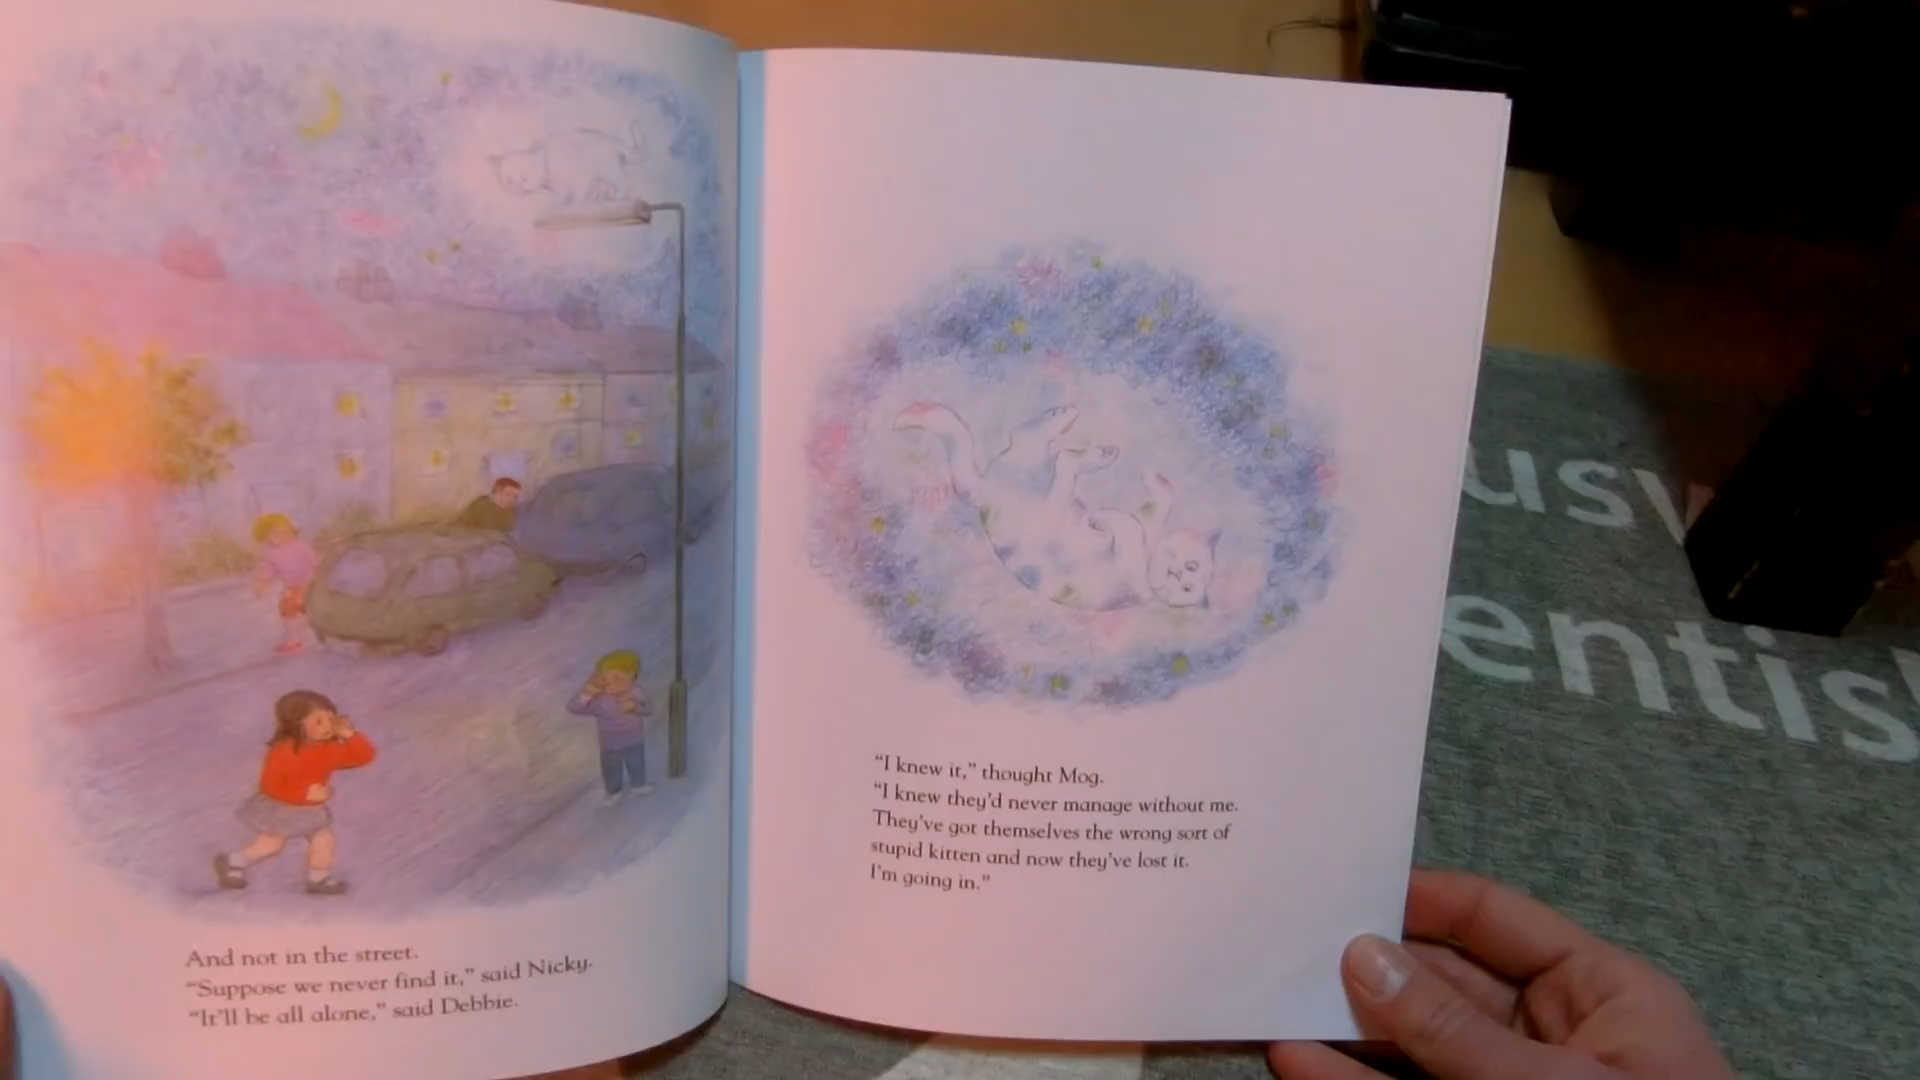 And not in the street.
“Suppose we never find it,” said Nicky.
“It’ll be all alone,” said Debbie.
“I knew it,” thought Mog.
“I knew they’d never manage without me.
They’ve got themselves the wrong sort of
stupid kitten and now they’ve lost it.
I’m going in.”